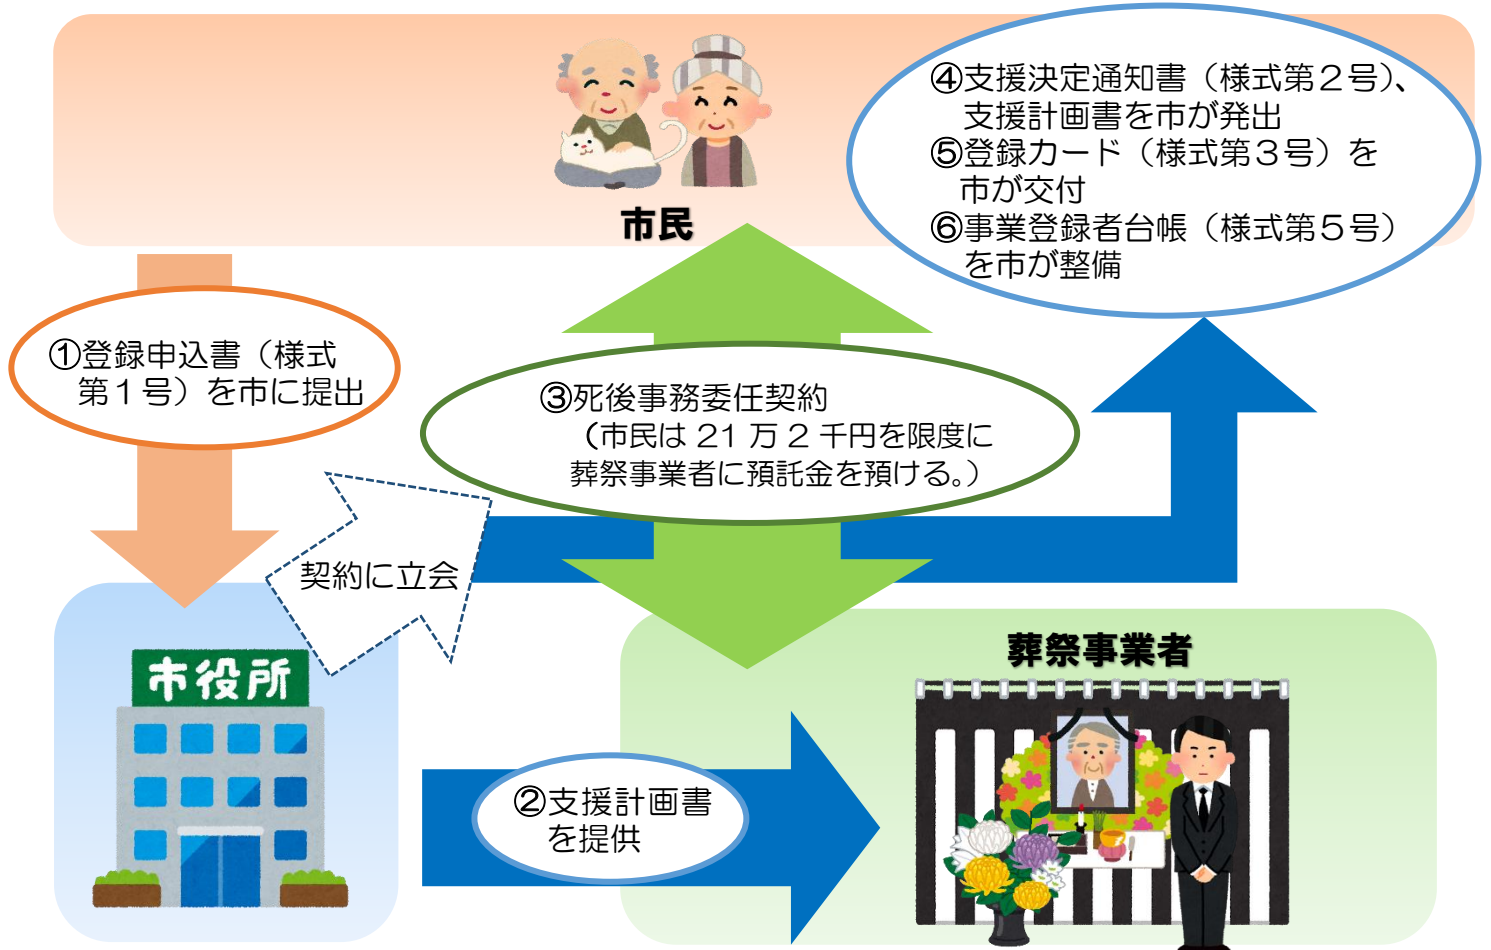 市民
④支援決定通知書（様式第２号）、
支援計画書を市が発出
⑤登録カード（様式第３号）を
市が交付
⑥事業登録者台帳（様式第５号）
を市が整備
①登録申込書（様式
第１号）を市に提出
③死後事務委任契約
（市民は 21 万 2 千円を限度に
葬祭事業者に預託金を預ける。）
契約に立会
市役所
葬祭事業者
②支援計画書
を提供